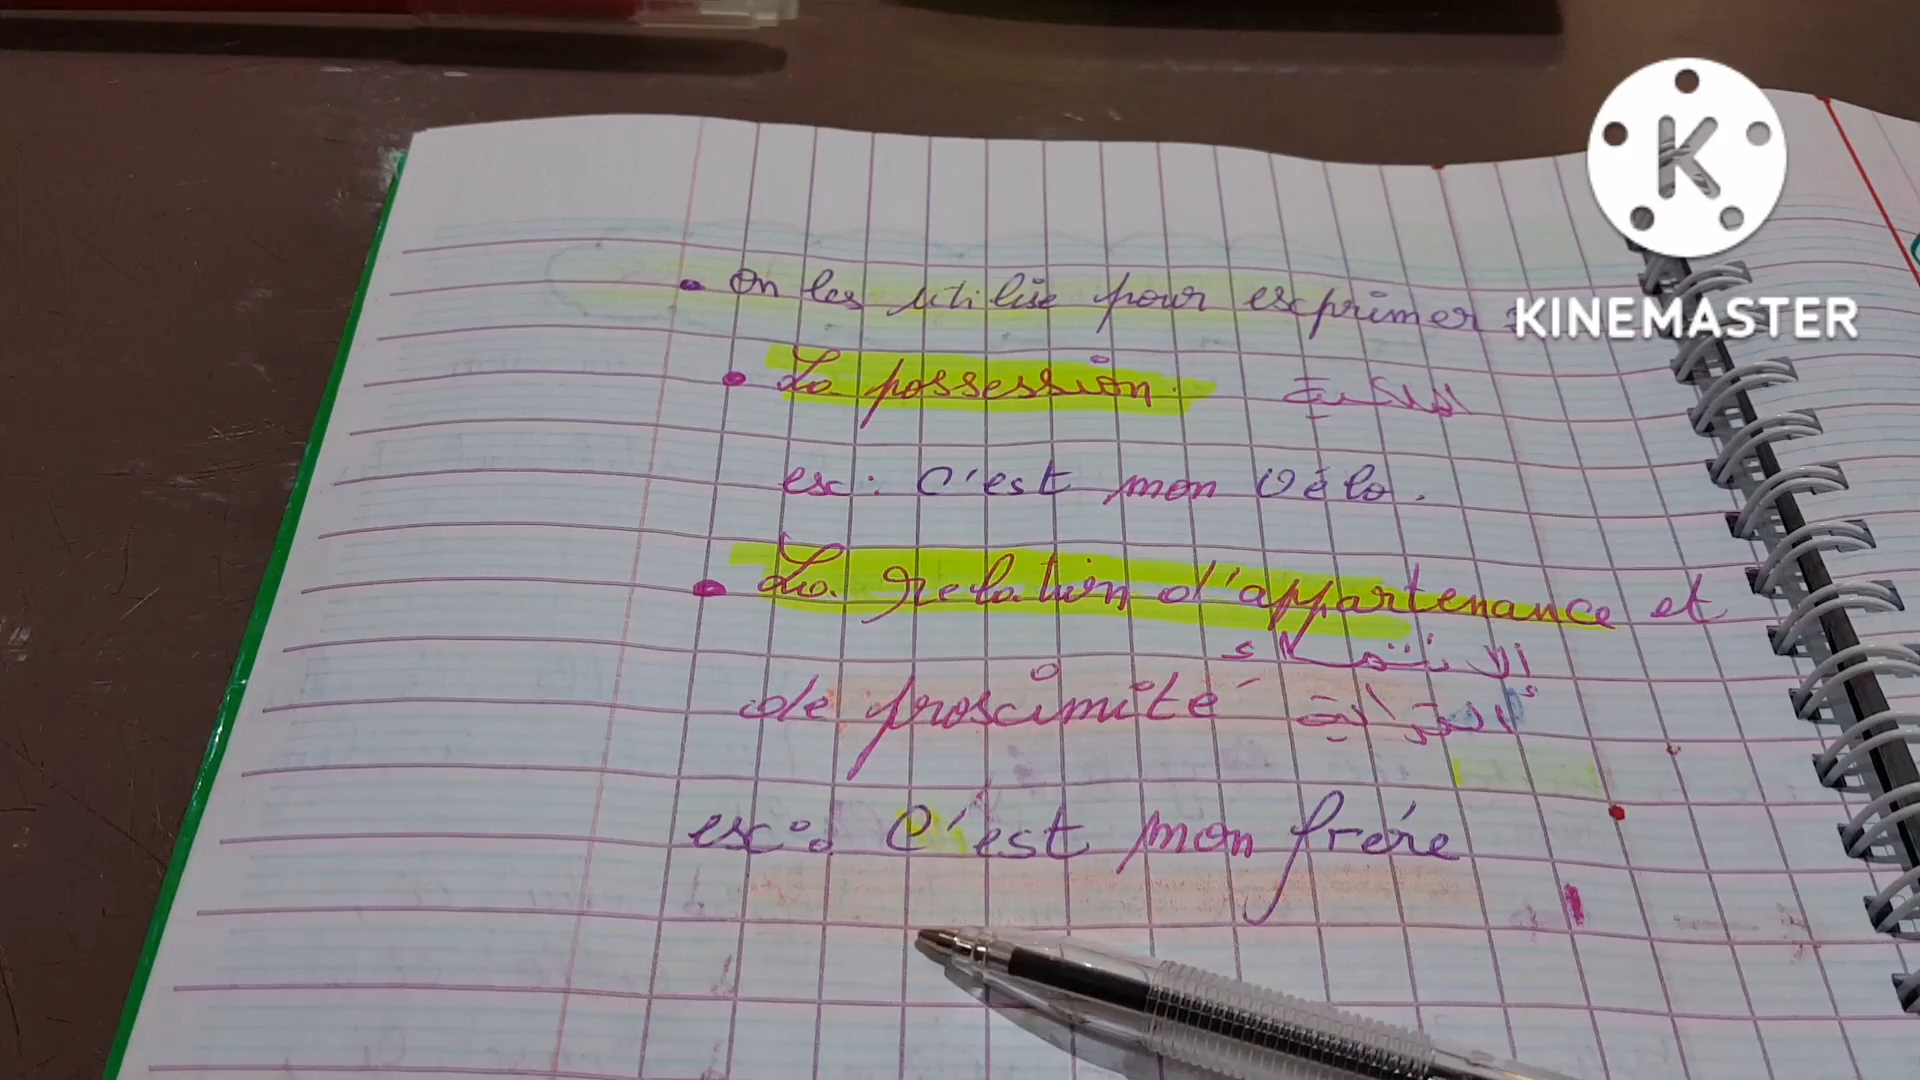 On les utilise pour exprimer :
La possession. الملكية
ex: C'est mon vélo.
La relation d'appartenance et
الانتماء
de proximité القرابة
ex: C'est mon frère
KINEMASTER